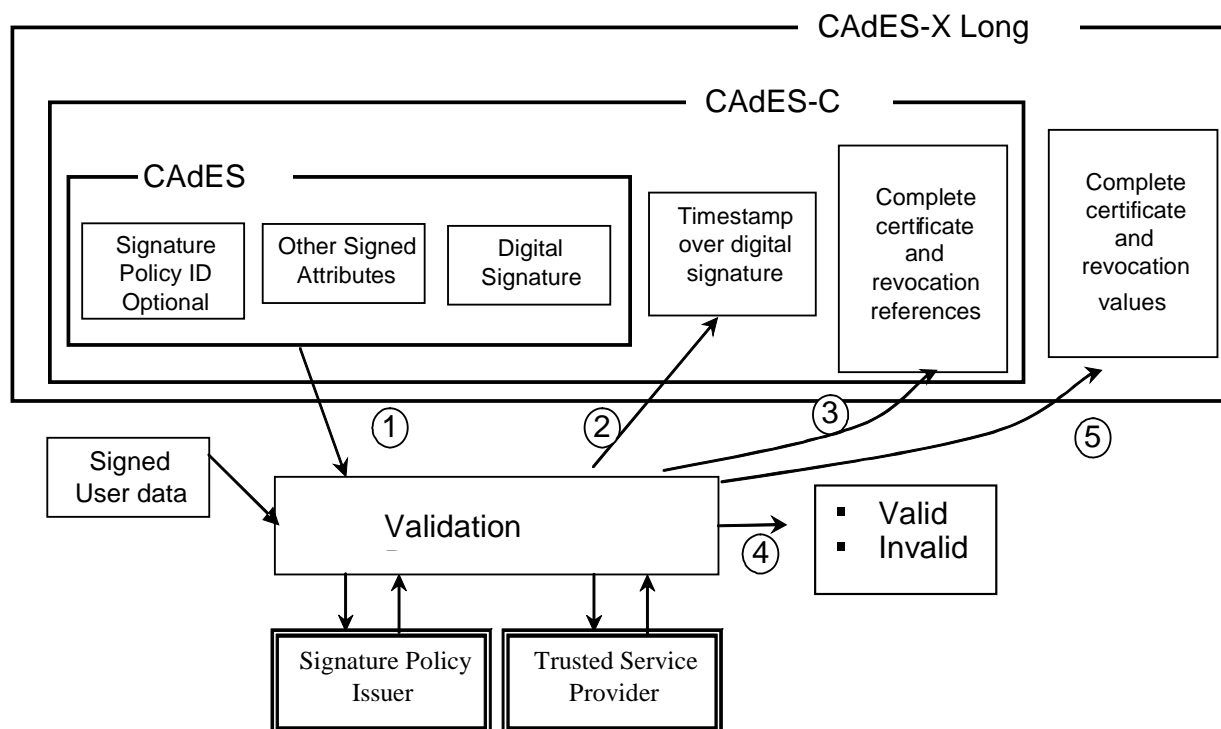 CAdES-X Long
CAdES-C
CAdES
Signature
Policy ID
Optional
Other Signed
Attributes
Digital
Signature
Timestamp
over digital
signature
Complete
certificate
and
revocation
references
Complete
certificate
and
revocation
values
1
2
3
5
Signed
User data
Validation
4
Valid
Invalid
Signature Policy
Issuer
Trusted Service
Provider